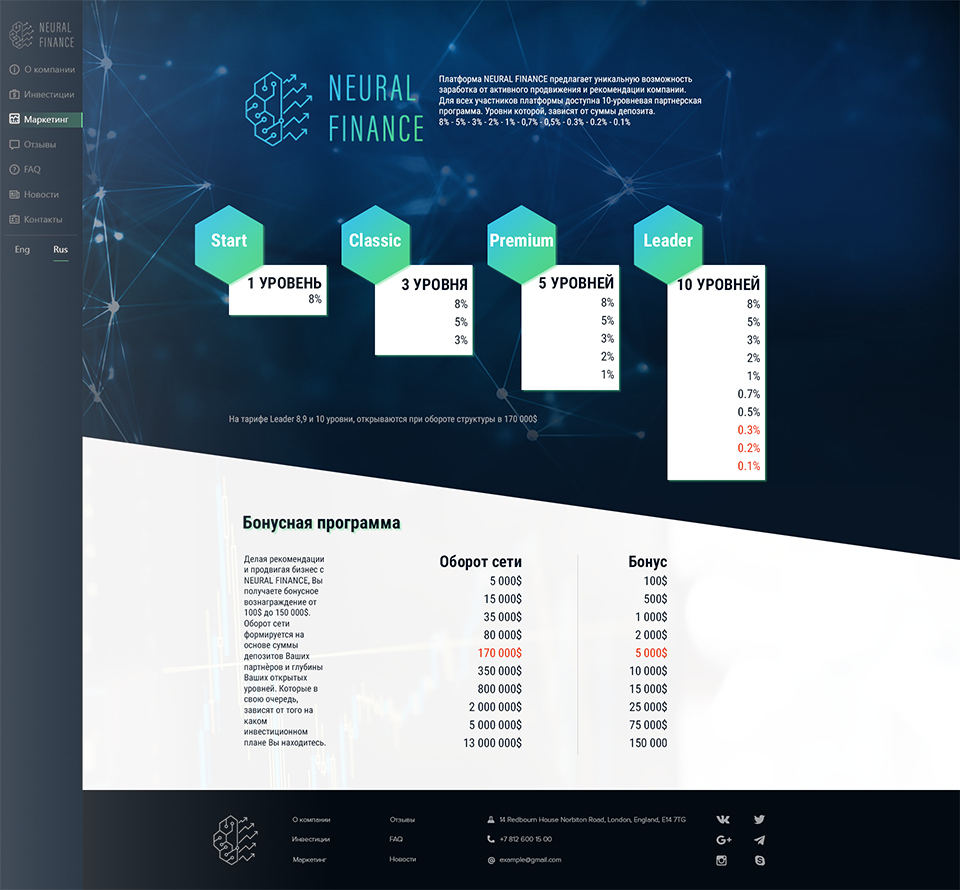 NEURAL
FINANCE
О компании
Инвестиции
Маркетинг
Отзывы
FAQ
Новости
Контакты
Eng Rus
NEURAL
FINANCE
Платформа NEURAL FINANCE предлагает уникальную возможность
заработка от активного продвижения и рекомендации компании.
Для всех участников платформы доступна 10-уровневая партнерская
программа. Уровни которой, зависят от суммы депозита.
8% - 5% - 3% - 2% - 1% - 0,7% - 0,5% - 0.3% - 0.2% - 0.1%
Start
1 УРОВЕНЬ
8%
Classic
3 УРОВНЯ
8%
5%
3%
Premium
5 УРОВНЕЙ
8%
5%
3%
2%
1%
Leader
10 УРОВНЕЙ
8%
5%
3%
2%
1%
0.7%
0.5%
0.3%
0.2%
0.1%
На тарифе Leader 8,9 и 10 уровни, открываются при обороте структуры в 170 000$
Бонусная программа
Делая рекомендации
и продвигая бизнес с
NEURAL FINANCE, Вы
получаете бонусное
вознаграждение от
100$ до 150 000$.
Оборот сети
формируется на
основе суммы
депозитов Ваших
партнёров и глубины
Ваших открытых
уровней. Которые в
свою очередь,
зависят от того на
каком
инвестиционном
плане Вы находитесь.
Оборот сети Бонус
5 000$ 100$
15 000$ 500$
35 000$ 1 000$
80 000$ 2 000$
170 000$ 5 000$
350 000$ 10 000$
800 000$ 15 000$
2 000 000$ 25 000$
5 000 000$ 75 000$
13 000 000$ 150 000
О компании Отзывы 14 Redbourn House Norbiton Road, London, England, E14 7TG
Инвестиции FAQ +7 812 600 15 00
Маркетинг Новости example@gmail.com